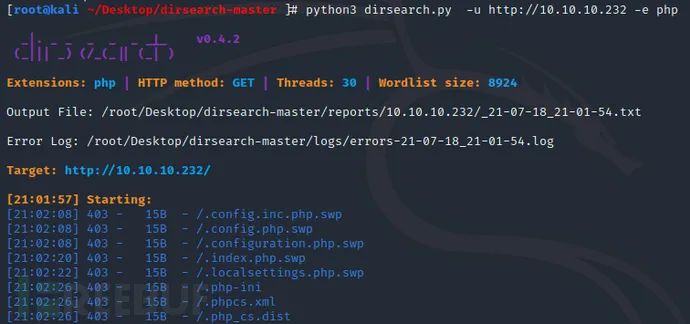 [root@kali ~/Desktop/dirsearch-master ]# python3 dirsearch.py -u http://10.10.10.232 -e php
v0.4.2
Extensions: php | HTTP method: GET | Threads: 30 | Wordlist size: 8924
Output File: /root/Desktop/dirsearch-master/reports/10.10.10.232/_21-07-18_21-01-54.txt
Error Log: /root/Desktop/dirsearch-master/logs/errors-21-07-18_21-01-54.log
Target: http://10.10.10.232/
[21:01:57] Starting:
[21:02:08] 403 - 15B - /.config.inc.php.swp
[21:02:08] 403 - 15B - /.config.php.swp
[21:02:08] 403 - 15B - /.configuration.php.swp
[21:02:20] 403 - 15B - /.index.php.swp
[21:02:22] 403 - 15B - /.localsettings.php.swp
[21:02:26] 403 - 15B - /.php-ini
[21:02:26] 403 - 15B - /.phpcs.xml
[21:02:26] 403 - 15B - /.php_cs.dist